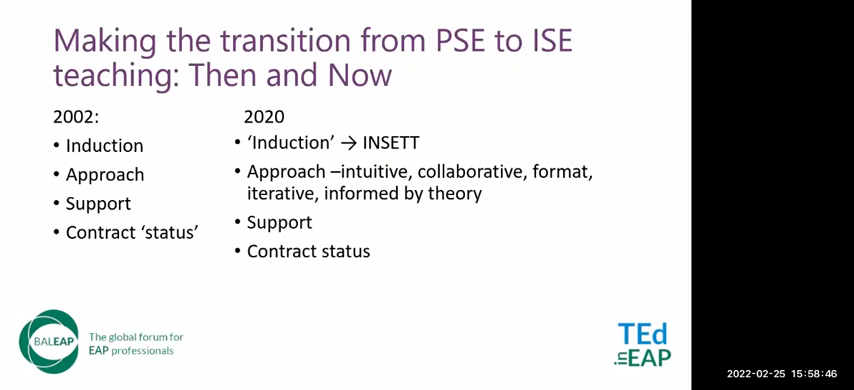 Making the transition from PSE to ISE
teaching: Then and Now
2002:
• Induction
• Approach
• Support
• Contract ‘status’
2020
• ‘Induction’ → INSETT
• Approach –intuitive, collaborative, format,
iterative, informed by theory
• Support
• Contract status
BALEAP
The global forum for
EAP professionals
TEd
.in EAP
2022-02-25 15:58:46